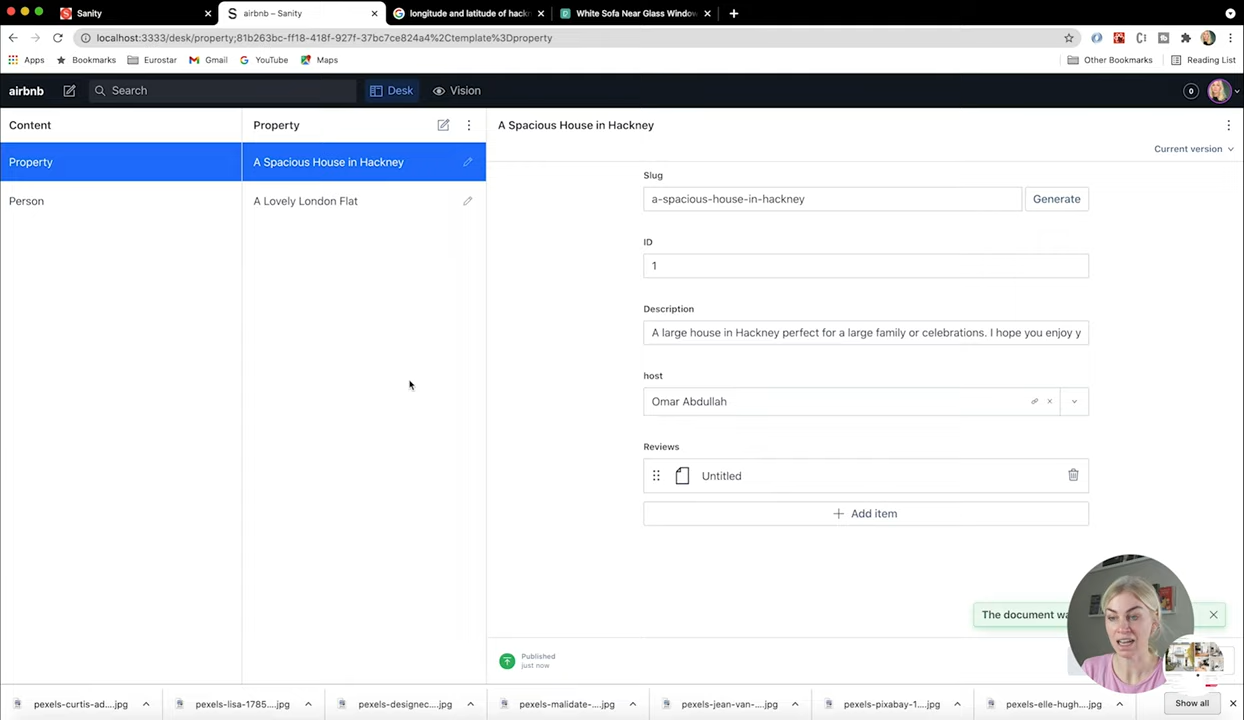 Sanity
airbnb – Sanity
longitude and latitude of hackn
White Sofa Near Glass Window
localhost:3333/desk/property;81b263bc-ff18-418f-927f-37bc7ce824a4%2Ctemplate%3Dproperty
Apps
Bookmarks
Eurostar
Gmail
YouTube
Maps
Other Bookmarks
Reading List
airbnb
Search
Desk
Vision
0
Content
Property
A Spacious House in Hackney
Current version
Property
Person
A Spacious House in Hackney
A Lovely London Flat
Slug
a-spacious-house-in-hackney
Generate
ID
1
Description
A large house in Hackney perfect for a large family or celebrations. I hope you enjoy y
host
Omar Abdullah
Reviews
Untitled
Add item
The document wa
Published
just now
pexels-curtis-ad....jpg
pexels-lisa-1785....jpg
pexels-designec....jpg
pexels-malidate-....jpg
pexels-jean-van-....jpg
pexels-pixabay-1....jpg
pexels-elle-hugh....jpg
Show all